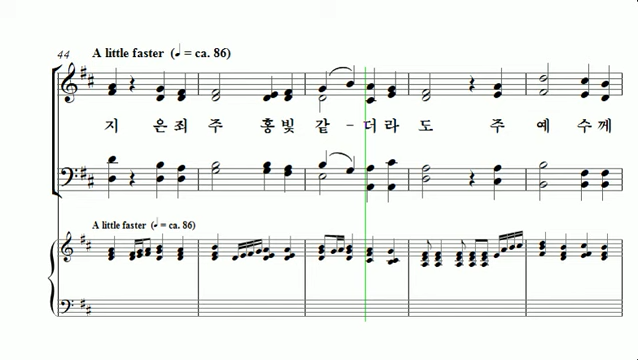 44 A little faster (♩ = ca. 86)
지 온 죄 주 홍 빛 같 - 더 라 도 주 예 수 께
A little faster (♩ = ca. 86)